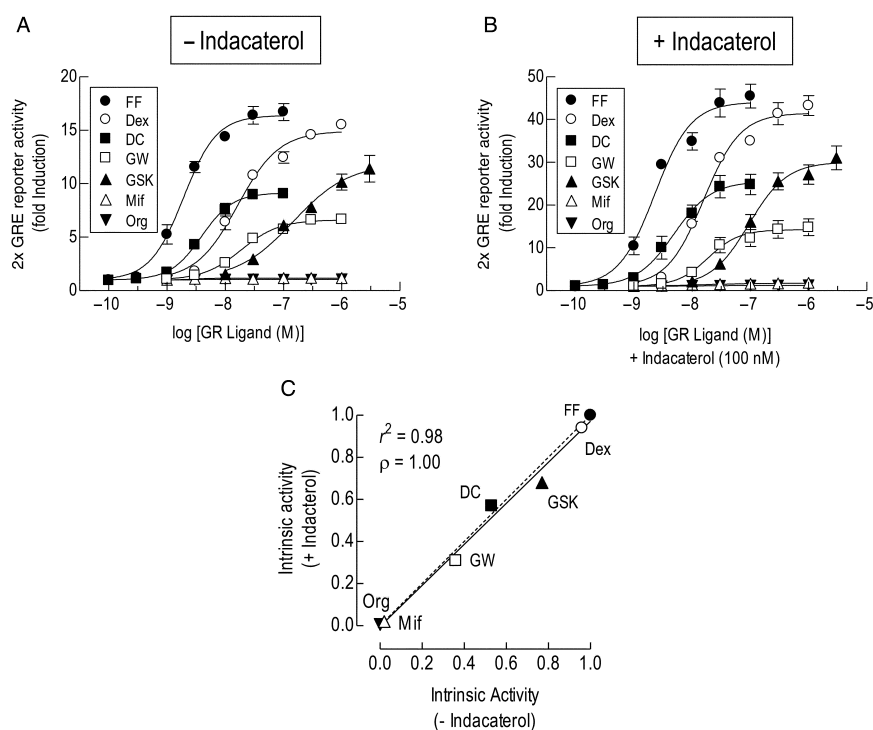 A
– Indacaterol
2x GRE reporter activity
(fold Induction)
20
15
10
5
0
FF
Dex
DC
GW
GSK
Mif
Org
–10
–9
–8
–7
–6
–5
log [GR Ligand (M)]
B
+ Indacaterol
2x GRE reporter activity
(fold Induction)
50
40
30
20
10
0
FF
Dex
DC
GW
GSK
Mif
Org
–10
–9
–8
–7
–6
–5
log [GR Ligand (M)]
+ Indacaterol (100 nM)
C
Intrinsic activity
(+ Indacterol)
1.0
0.8
0.6
0.4
0.2
0.0
r² = 0.98
ρ = 1.00
FF
Dex
DC
GSK
GW
Org
Mif
0.0
0.2
0.4
0.6
0.8
1.0
Intrinsic Activity
(- Indacaterol)